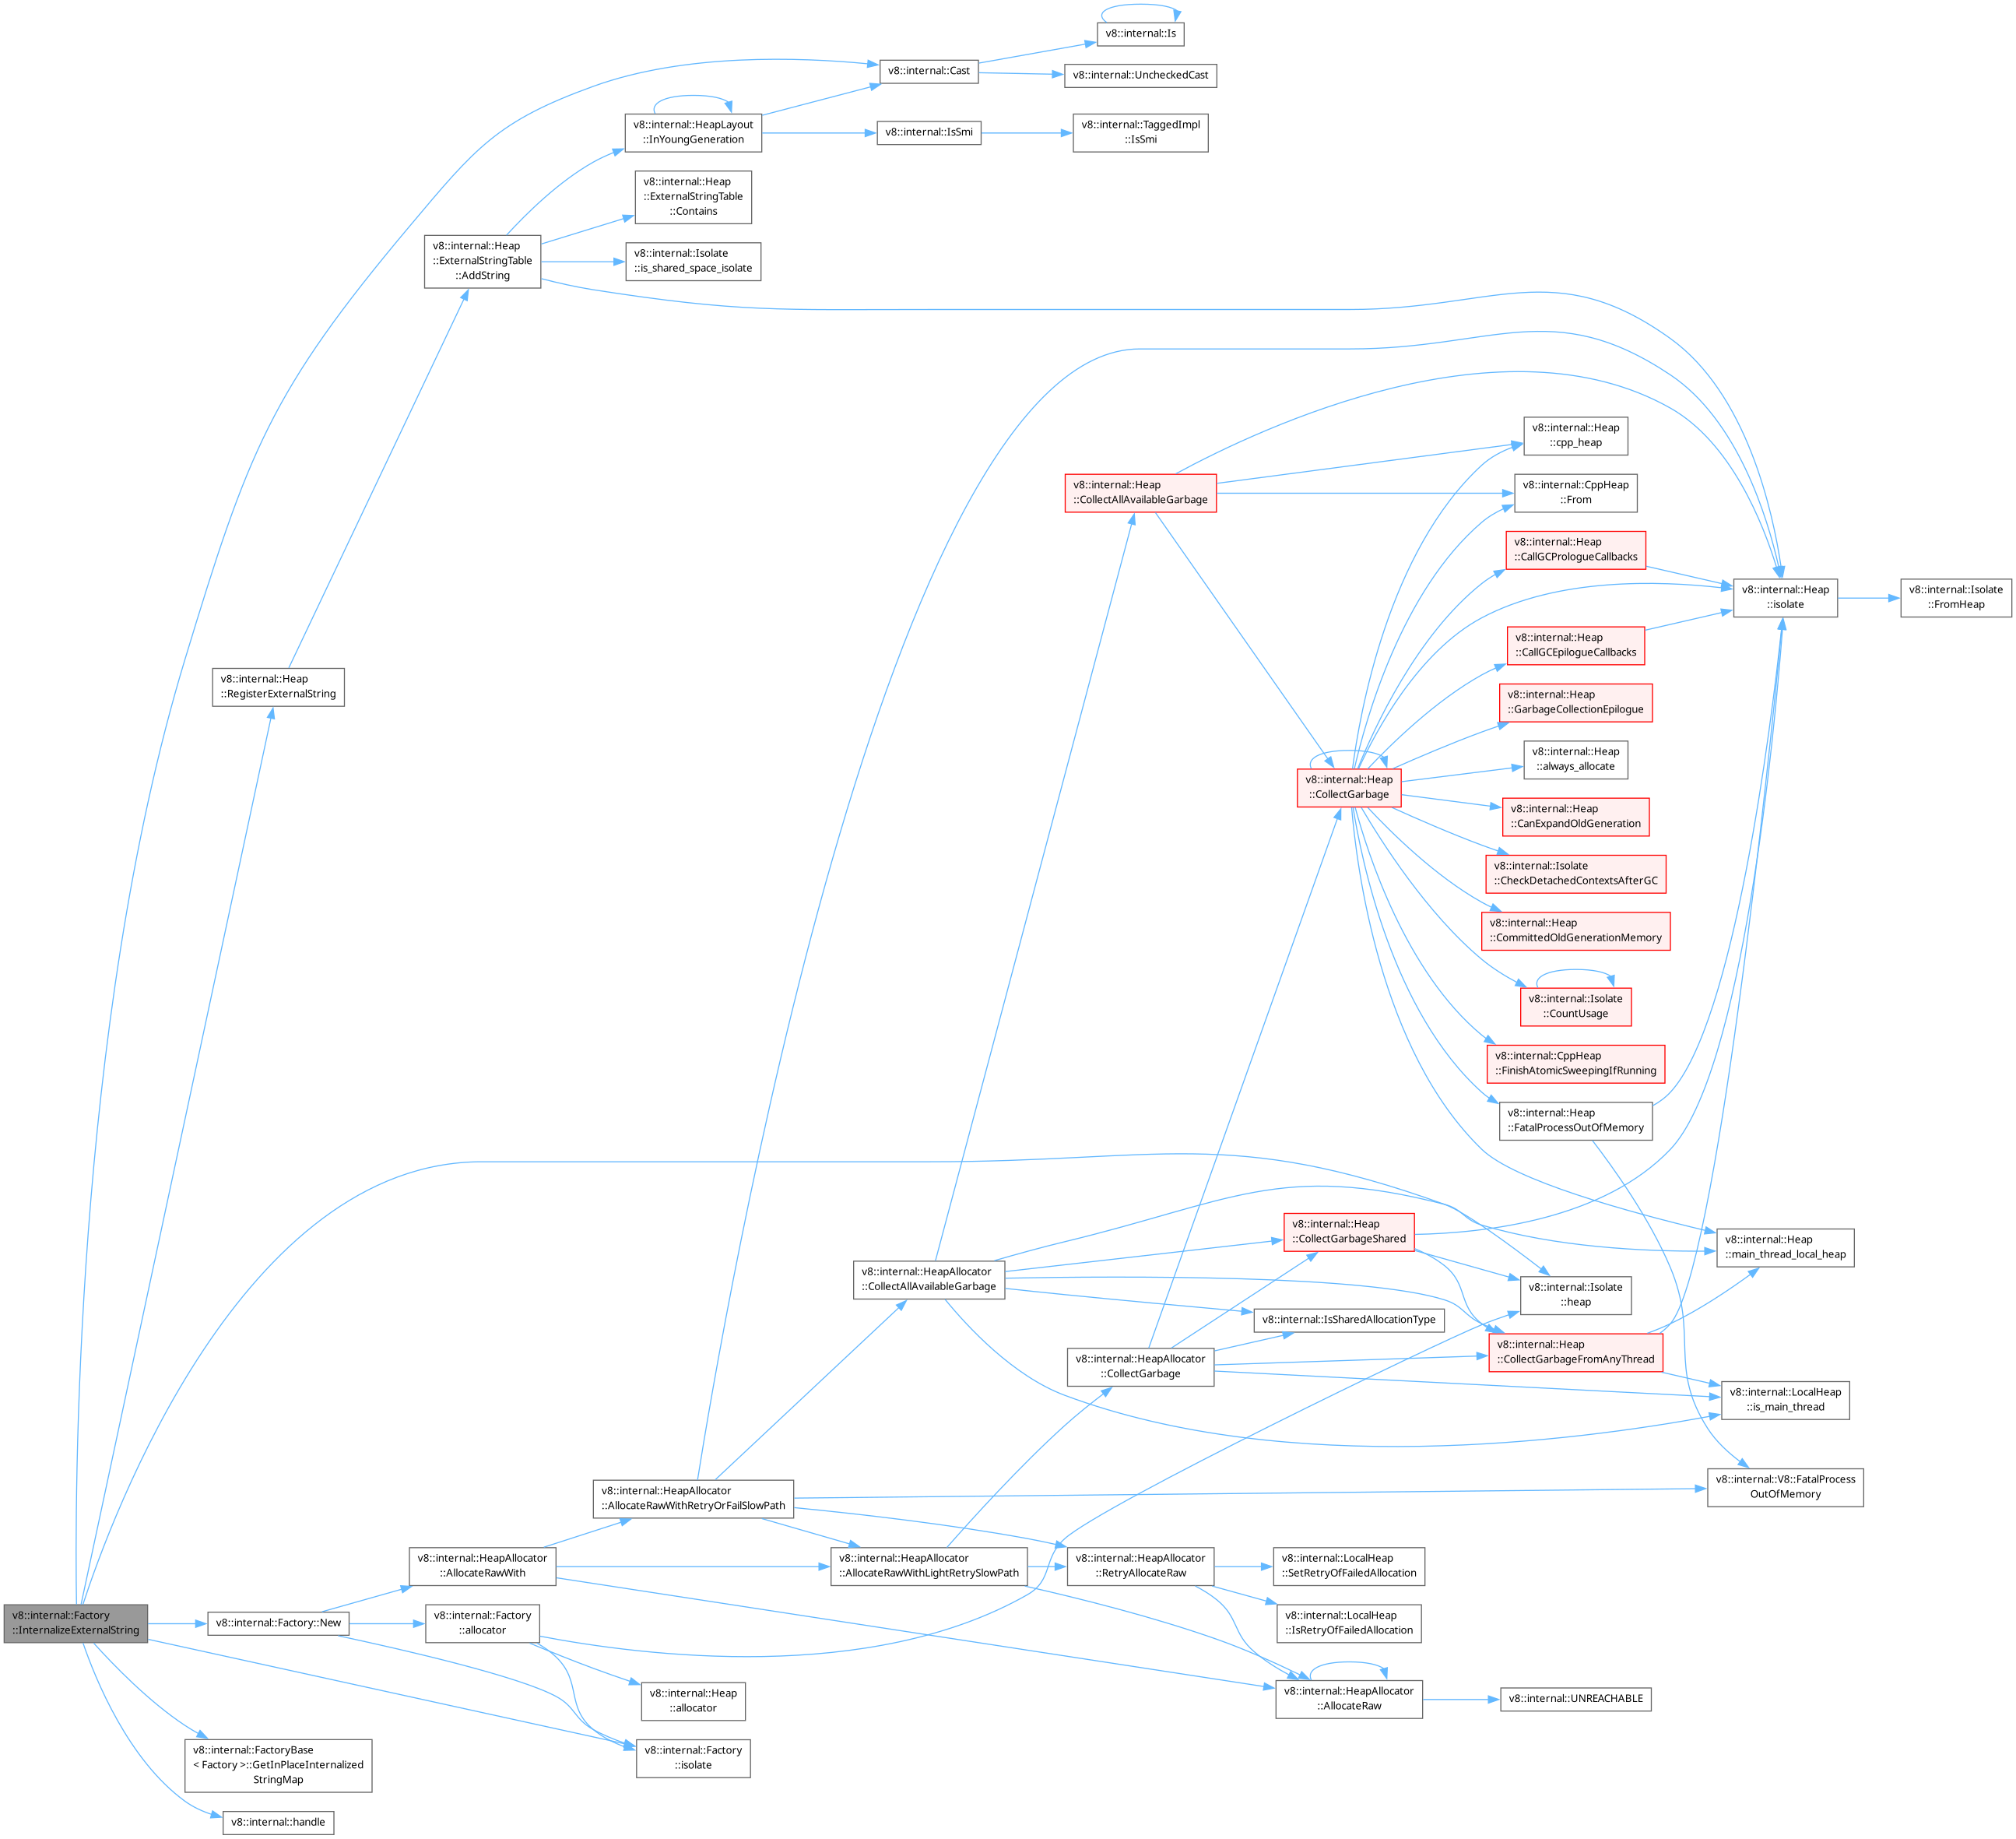 v8::internal::Is
v8::internal::Cast
v8::internal::UncheckedCast
v8::internal::HeapLayout
::InYoungGeneration
v8::internal::IsSmi
v8::internal::TaggedImpl
::IsSmi
v8::internal::Heap
::ExternalStringTable
::Contains
v8::internal::Heap
::ExternalStringTable
::AddString
v8::internal::Isolate
::is_shared_space_isolate
v8::internal::Heap
::cpp_heap
v8::internal::Heap
::CollectAllAvailableGarbage
v8::internal::CppHeap
::From
v8::internal::Heap
::CallGCPrologueCallbacks
v8::internal::Heap
::isolate
v8::internal::Isolate
::FromHeap
v8::internal::Heap
::CallGCEpilogueCallbacks
v8::internal::Heap
::RegisterExternalString
v8::internal::Heap
::GarbageCollectionEpilogue
v8::internal::Heap
::always_allocate
v8::internal::Heap
::CollectGarbage
v8::internal::Heap
::CanExpandOldGeneration
v8::internal::Isolate
::CheckDetachedContextsAfterGC
v8::internal::Heap
::CommittedOldGenerationMemory
v8::internal::Isolate
::CountUsage
v8::internal::CppHeap
::FinishAtomicSweepingIfRunning
v8::internal::Heap
::FatalProcessOutOfMemory
v8::internal::Heap
::CollectGarbageShared
v8::internal::Heap
::main_thread_local_heap
v8::internal::HeapAllocator
::CollectAllAvailableGarbage
v8::internal::Isolate
::heap
v8::internal::IsSharedAllocationType
v8::internal::Heap
::CollectGarbageFromAnyThread
v8::internal::HeapAllocator
::CollectGarbage
v8::internal::LocalHeap
::is_main_thread
v8::internal::V8::FatalProcess
OutOfMemory
v8::internal::HeapAllocator
::AllocateRawWithRetryOrFailSlowPath
v8::internal::HeapAllocator
::AllocateRawWith
v8::internal::HeapAllocator
::AllocateRawWithLightRetrySlowPath
v8::internal::HeapAllocator
::RetryAllocateRaw
v8::internal::LocalHeap
::SetRetryOfFailedAllocation
v8::internal::Factory
::InternalizeExternalString
v8::internal::Factory::New
v8::internal::Factory
::allocator
v8::internal::LocalHeap
::IsRetryOfFailedAllocation
v8::internal::Heap
::allocator
v8::internal::HeapAllocator
::AllocateRaw
v8::internal::UNREACHABLE
v8::internal::FactoryBase
< Factory >::GetInPlaceInternalized
StringMap
v8::internal::Factory
::isolate
v8::internal::handle